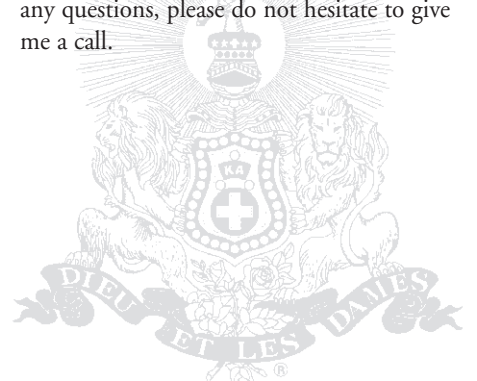 any questions, please do not hesitate to give
me a call.
KA
DIEU ET LES DAMES
®